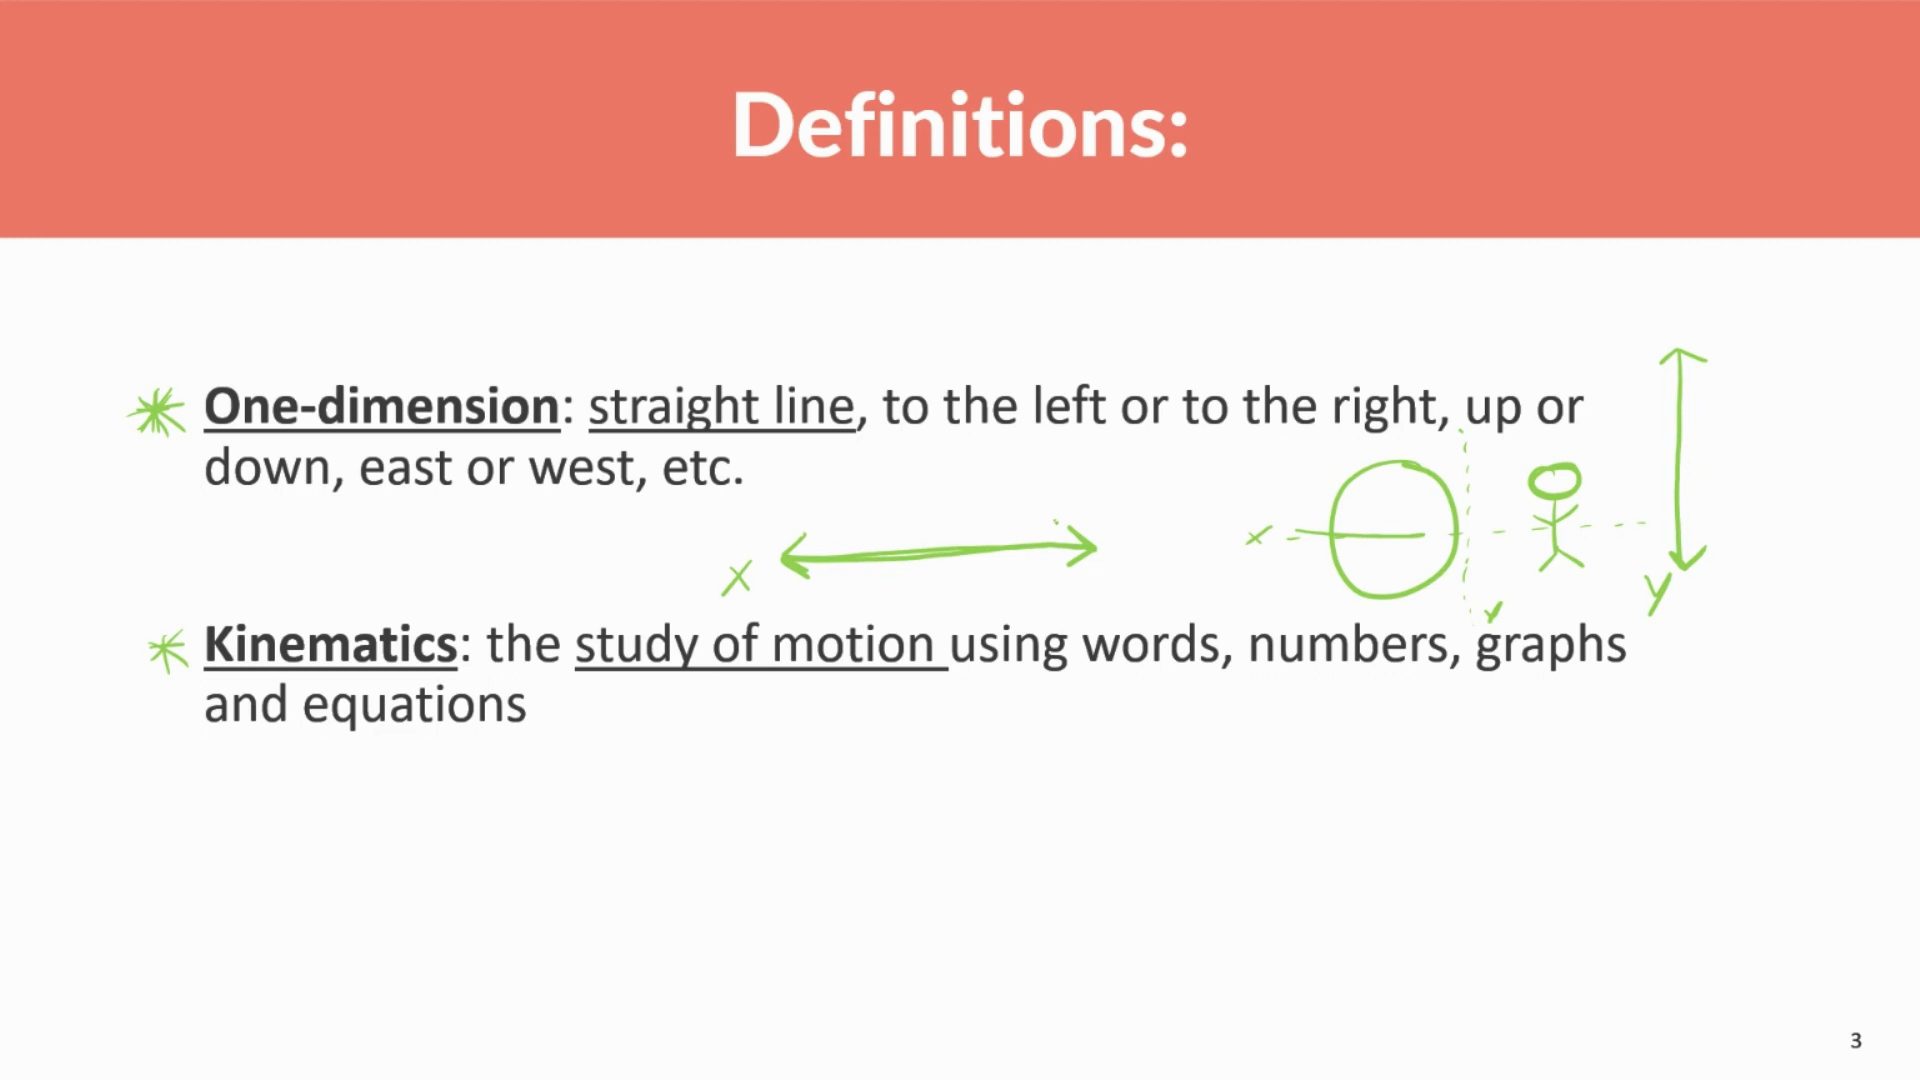 Definitions:
One-dimension: straight line, to the left or to the right, up or
down, east or west, etc.
x
x
y
y
Kinematics: the study of motion using words, numbers, graphs
and equations
3